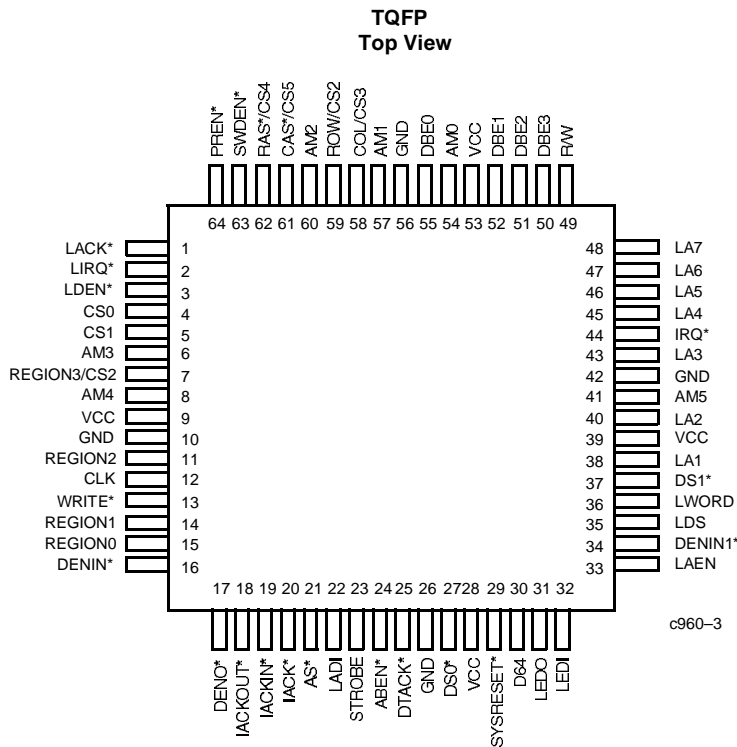 TQFP
Top View
PREN*
SWDEN*
RAS*/CS4
CAS*/CS5
AM2
ROW/CS2
COL/CS3
AM1
GND
DBE0
AM0
VCC
DBE1
DBE2
DBE3
R/W
64 63 62 61 60 59 58 57 56 55 54 53 52 51 50 49
LACK* 1
LIRQ* 2
LDEN* 3
CS0 4
CS1 5
AM3 6
REGION3/CS2 7
AM4 8
VCC 9
GND 10
REGION2 11
CLK 12
WRITE* 13
REGION1 14
REGION0 15
DENIN* 16
48 LA7
47 LA6
46 LA5
45 LA4
44 IRQ*
43 LA3
42 GND
41 AM5
40 LA2
39 VCC
38 LA1
37 DS1*
36 LWORD
35 LDS
34 DENIN1*
33 LAEN
17 18 19 20 21 22 23 24 25 26 27 28 29 30 31 32
DENO*
IACKOUT*
IACKIN*
IACK*
AS*
LADI
STROBE
ABEN*
DTACK*
GND
DS0*
VCC
SYSRESET*
D64
LEDO
LEDI
c960–3